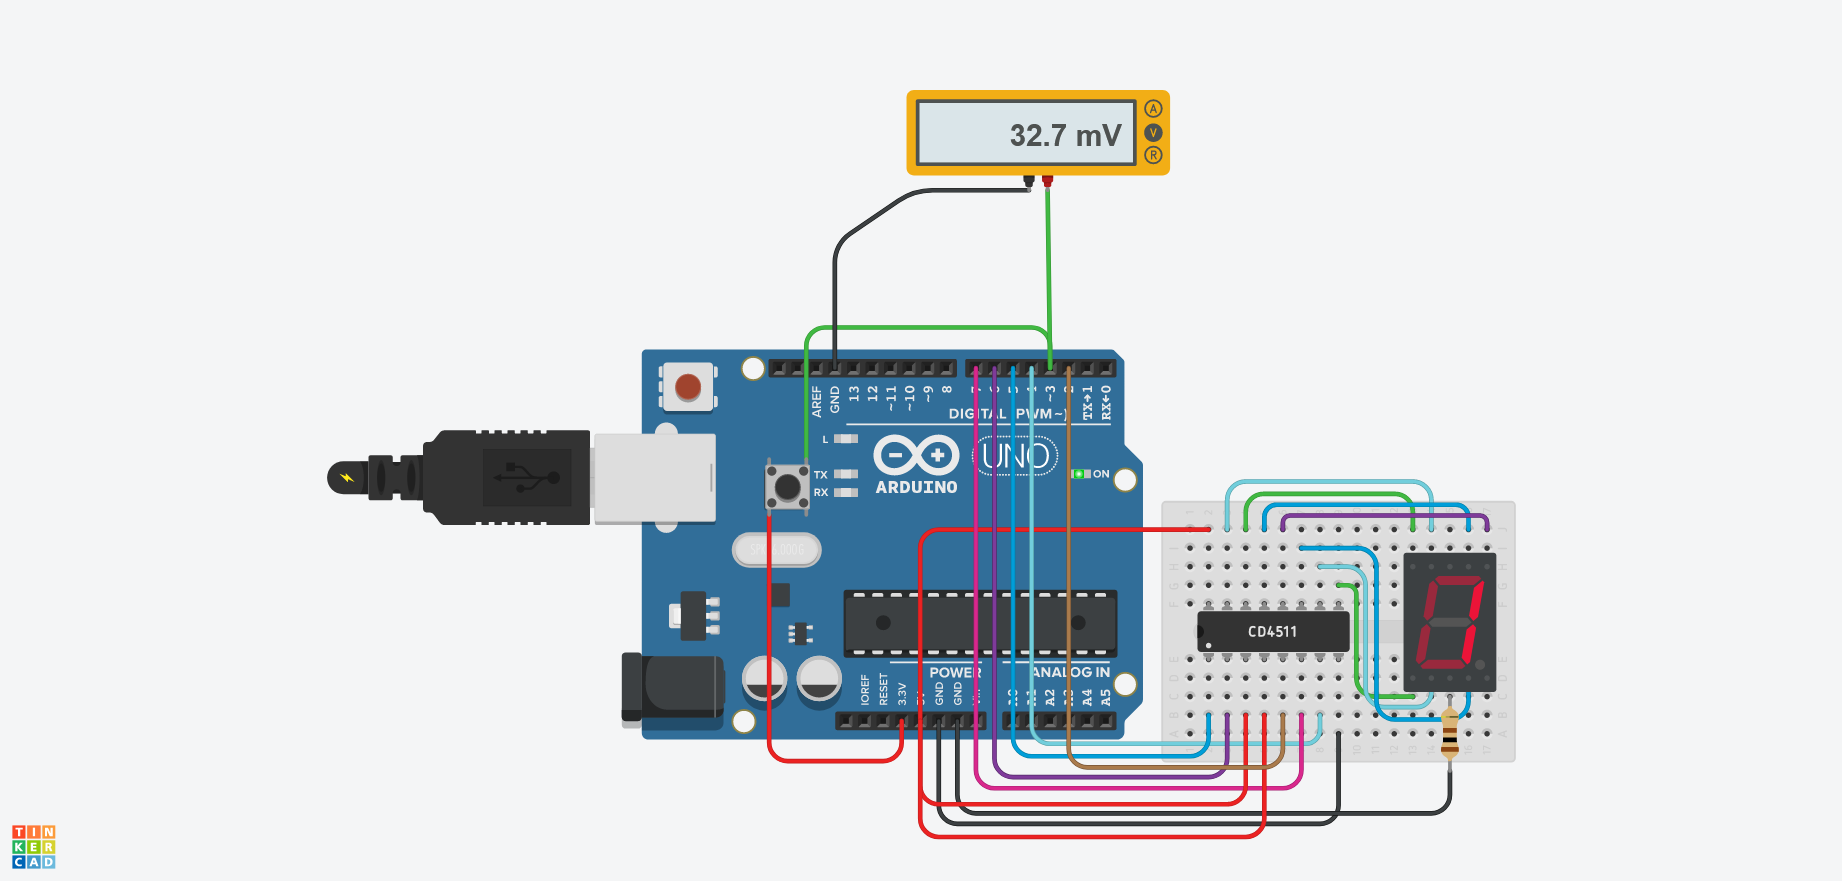 32.7 mV
A
V
R
AREF
GND
13
12
~11
~10
~9
8
7
6
5
4
~3
2
TX→1
RX←0
DIGITAL PWM~)
L
TX
RX
UNO
ON
ARDUINO
POWER
ANALOG IN
IOREF
RESET
3.3V
GND
GND
A0
A1
A2
A3
A4
A5
CD4511
TIN
KER
CAD